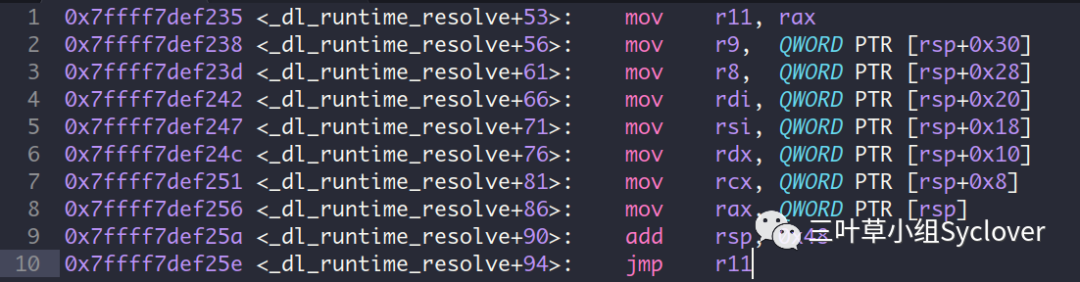 1 0x7ffff7def235 <_dl_runtime_resolve+53>: mov r11, rax
2 0x7ffff7def238 <_dl_runtime_resolve+56>: mov r9, QWORD PTR [rsp+0x30]
3 0x7ffff7def23d <_dl_runtime_resolve+61>: mov r8, QWORD PTR [rsp+0x28]
4 0x7ffff7def242 <_dl_runtime_resolve+66>: mov rdi, QWORD PTR [rsp+0x20]
5 0x7ffff7def247 <_dl_runtime_resolve+71>: mov rsi, QWORD PTR [rsp+0x18]
6 0x7ffff7def24c <_dl_runtime_resolve+76>: mov rdx, QWORD PTR [rsp+0x10]
7 0x7ffff7def251 <_dl_runtime_resolve+81>: mov rcx, QWORD PTR [rsp+0x8]
8 0x7ffff7def256 <_dl_runtime_resolve+86>: mov rax, QWORD PTR [rsp]
9 0x7ffff7def25a <_dl_runtime_resolve+90>: add rsp, 0x48
三叶草小组Syclover
10 0x7ffff7def25e <_dl_runtime_resolve+94>: jmp r11